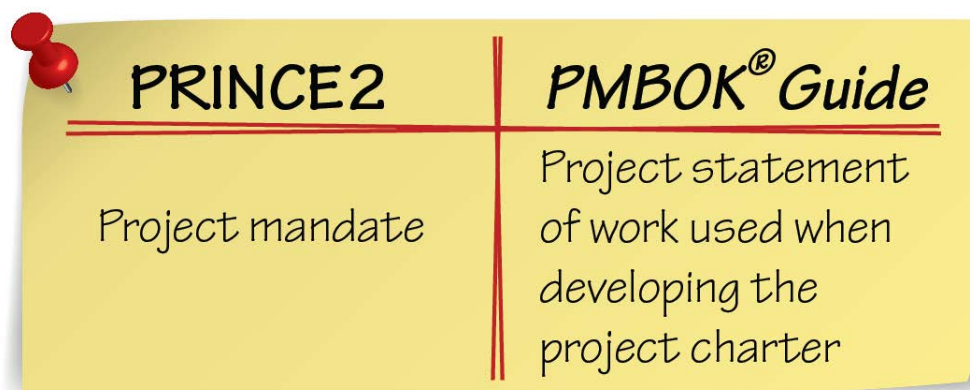 PRINCE2
PMBOK® Guide
Project mandate
Project statement
of work used when
developing the
project charter